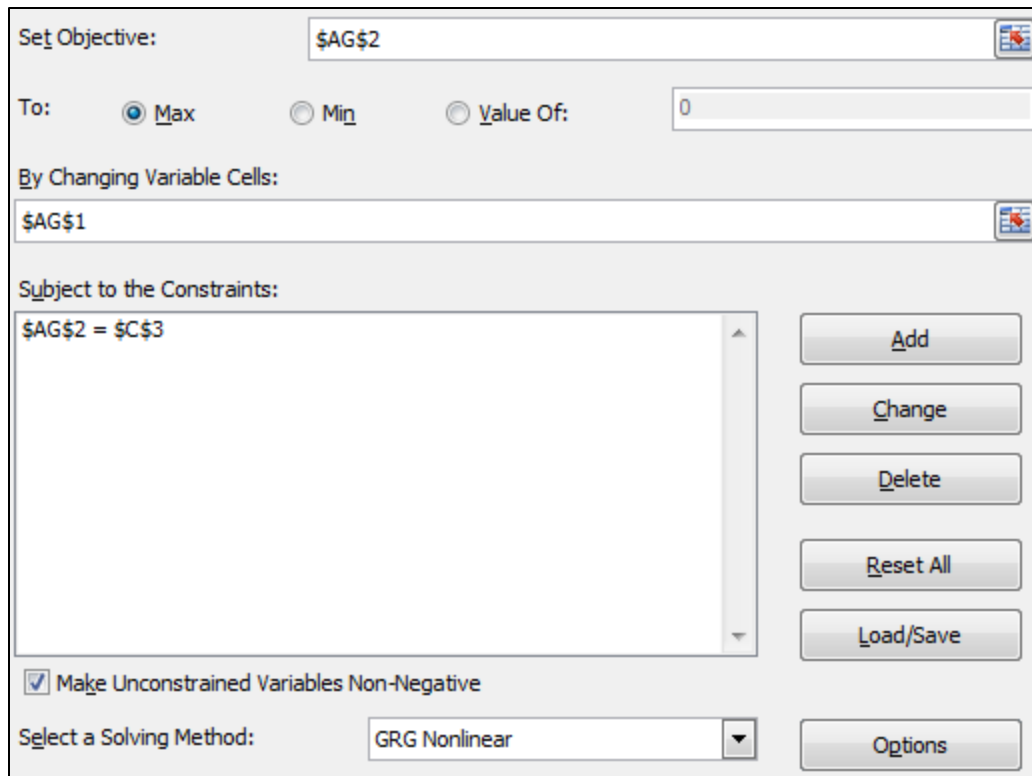 Set Objective: $AG$2
To: Max Min Value Of: 0
By Changing Variable Cells:
$AG$1
Subject to the Constraints:
$AG$2 = $C$3
Add
Change
Delete
Reset All
Load/Save
Make Unconstrained Variables Non-Negative
Select a Solving Method: GRG Nonlinear Options